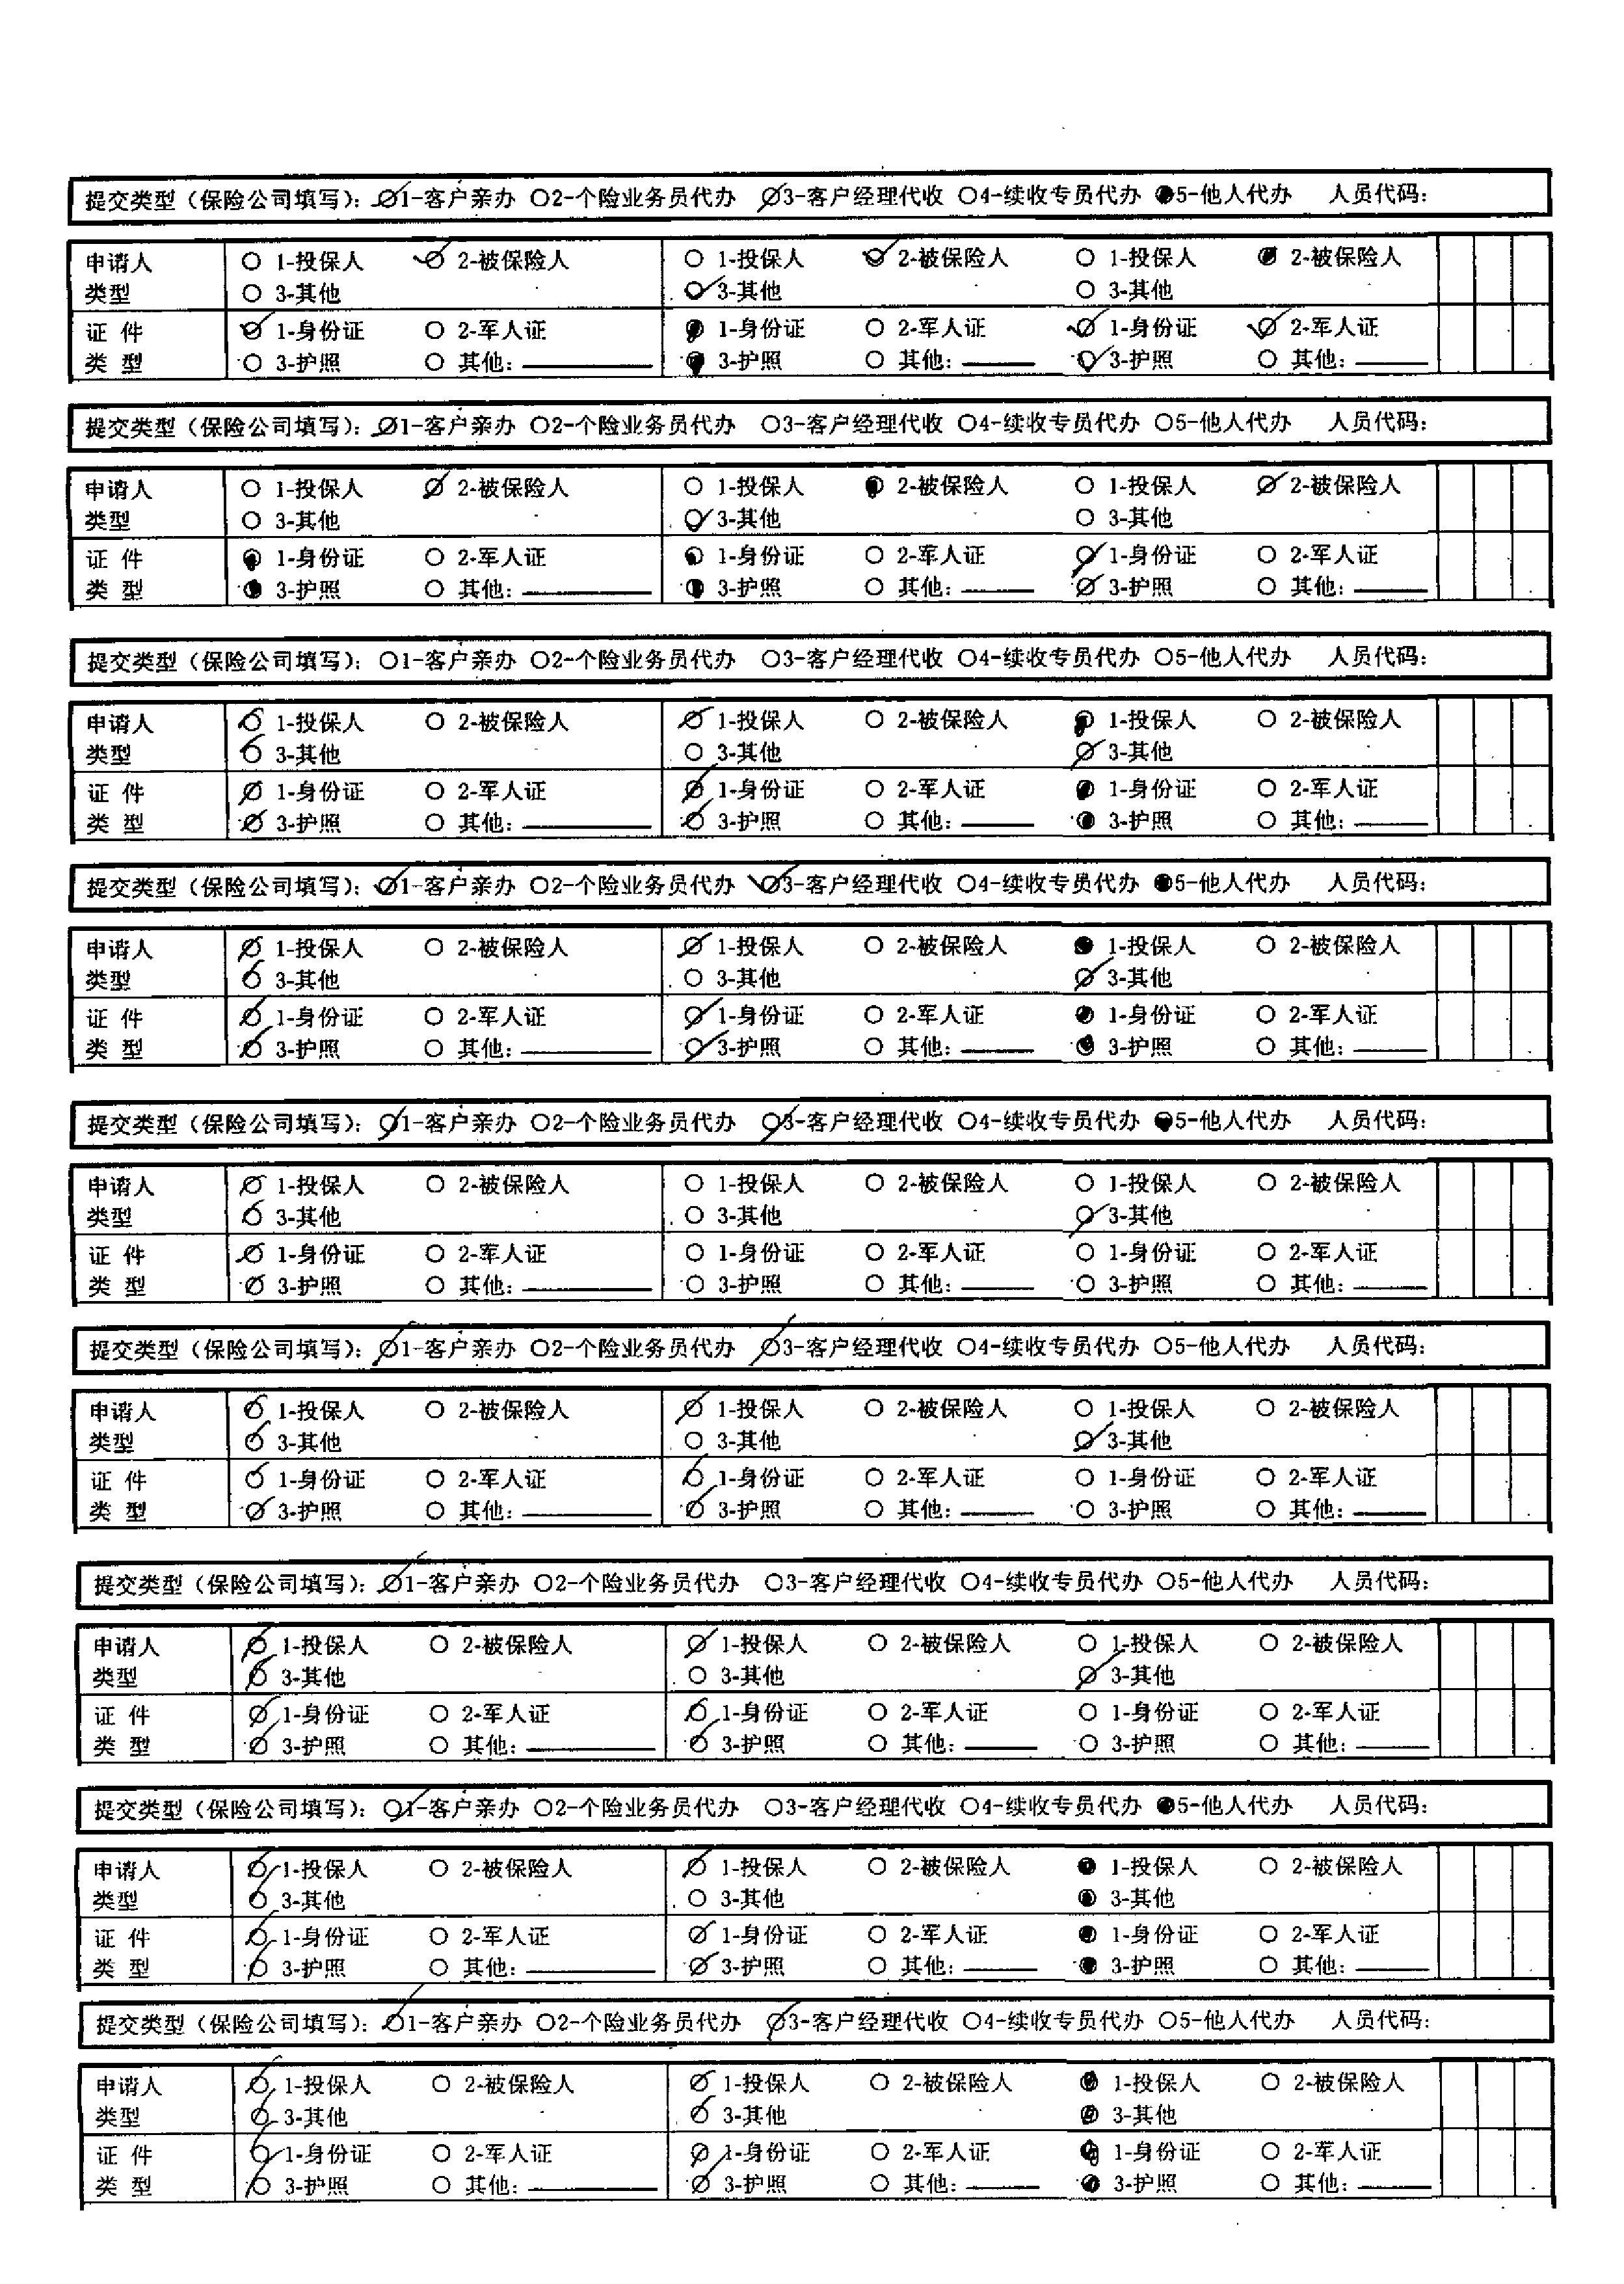 提交类型（保险公司填写）：○1-客户亲办 ○2-个险业务员代办 ○3-客户经理代收 ○4-续收专员代办 ●5-他人代办 人员代码：
申请人 ○ 1-投保人 ○ 2-被保险人 ○ 1-投保人 ○ 2-被保险人 ○ 1-投保人 ● 2-被保险人
类型 ○ 3-其他 ○ 3-其他 ○ 3-其他
证 件 ○ 1-身份证 ○ 2-军人证 ● 1-身份证 ○ 2-军人证 ○ 1-身份证 ○ 2-军人证
类 型 ○ 3-护照 ○ 其他：____ ● 3-护照 ○ 其他：____ ○ 3-护照 ○ 其他：____
提交类型（保险公司填写）：○1-客户亲办 ○2-个险业务员代办 ○3-客户经理代收 ○4-续收专员代办 ○5-他人代办 人员代码：
申请人 ○ 1-投保人 ○ 2-被保险人 ○ 1-投保人 ● 2-被保险人 ○ 1-投保人 ○ 2-被保险人
类型 ○ 3-其他 ○ 3-其他 ○ 3-其他
证 件 ● 1-身份证 ○ 2-军人证 ● 1-身份证 ○ 2-军人证 ○ 1-身份证 ○ 2-军人证
类 型 ● 3-护照 ○ 其他：____ ● 3-护照 ○ 其他：____ ○ 3-护照 ○ 其他：____
提交类型（保险公司填写）：○1-客户亲办 ○2-个险业务员代办 ○3-客户经理代收 ○4-续收专员代办 ○5-他人代办 人员代码：
申请人 ○ 1-投保人 ○ 2-被保险人 ○ 1-投保人 ○ 2-被保险人 ● 1-投保人 ○ 2-被保险人
类型 ○ 3-其他 ○ 3-其他 ○ 3-其他
证 件 ○ 1-身份证 ○ 2-军人证 ○ 1-身份证 ○ 2-军人证 ● 1-身份证 ○ 2-军人证
类 型 ○ 3-护照 ○ 其他：____ ○ 3-护照 ○ 其他：____ ● 3-护照 ○ 其他：____
提交类型（保险公司填写）：○1-客户亲办 ○2-个险业务员代办 ○3-客户经理代收 ○4-续收专员代办 ●5-他人代办 人员代码：
申请人 ○ 1-投保人 ○ 2-被保险人 ○ 1-投保人 ○ 2-被保险人 ● 1-投保人 ○ 2-被保险人
类型 ○ 3-其他 ○ 3-其他 ○ 3-其他
证 件 ○ 1-身份证 ○ 2-军人证 ○ 1-身份证 ○ 2-军人证 ● 1-身份证 ○ 2-军人证
类 型 ○ 3-护照 ○ 其他：____ ○ 3-护照 ○ 其他：____ ● 3-护照 ○ 其他：____
提交类型（保险公司填写）：○1-客户亲办 ○2-个险业务员代办 ○3-客户经理代收 ○4-续收专员代办 ●5-他人代办 人员代码：
申请人 ○ 1-投保人 ○ 2-被保险人 ○ 1-投保人 ○ 2-被保险人 ○ 1-投保人 ○ 2-被保险人
类型 ○ 3-其他 ○ 3-其他 ○ 3-其他
证 件 ○ 1-身份证 ○ 2-军人证 ○ 1-身份证 ○ 2-军人证 ○ 1-身份证 ○ 2-军人证
类 型 ○ 3-护照 ○ 其他：____ ○ 3-护照 ○ 其他：____ ○ 3-护照 ○ 其他：____
提交类型（保险公司填写）：○1-客户亲办 ○2-个险业务员代办 ○3-客户经理代收 ○4-续收专员代办 ○5-他人代办 人员代码：
申请人 ○ 1-投保人 ○ 2-被保险人 ○ 1-投保人 ○ 2-被保险人 ○ 1-投保人 ○ 2-被保险人
类型 ○ 3-其他 ○ 3-其他 ○ 3-其他
证 件 ○ 1-身份证 ○ 2-军人证 ○ 1-身份证 ○ 2-军人证 ○ 1-身份证 ○ 2-军人证
类 型 ○ 3-护照 ○ 其他：____ ○ 3-护照 ○ 其他：____ ○ 3-护照 ○ 其他：____
提交类型（保险公司填写）：○1-客户亲办 ○2-个险业务员代办 ○3-客户经理代收 ○4-续收专员代办 ○5-他人代办 人员代码：
申请人 ○ 1-投保人 ○ 2-被保险人 ○ 1-投保人 ○ 2-被保险人 ○ 1-投保人 ○ 2-被保险人
类型 ○ 3-其他 ○ 3-其他 ○ 3-其他
证 件 ○ 1-身份证 ○ 2-军人证 ○ 1-身份证 ○ 2-军人证 ○ 1-身份证 ○ 2-军人证
类 型 ○ 3-护照 ○ 其他：____ ○ 3-护照 ○ 其他：____ ○ 3-护照 ○ 其他：____
提交类型（保险公司填写）：○1-客户亲办 ○2-个险业务员代办 ○3-客户经理代收 ○4-续收专员代办 ●5-他人代办 人员代码：
申请人 ○ 1-投保人 ○ 2-被保险人 ○ 1-投保人 ○ 2-被保险人 ● 1-投保人 ○ 2-被保险人
类型 ○ 3-其他 ○ 3-其他 ● 3-其他
证 件 ○ 1-身份证 ○ 2-军人证 ○ 1-身份证 ○ 2-军人证 ● 1-身份证 ○ 2-军人证
类 型 ○ 3-护照 ○ 其他：____ ○ 3-护照 ○ 其他：____ ● 3-护照 ○ 其他：____
提交类型（保险公司填写）：○1-客户亲办 ○2-个险业务员代办 ○3-客户经理代收 ○4-续收专员代办 ○5-他人代办 人员代码：
申请人 ○ 1-投保人 ○ 2-被保险人 ○ 1-投保人 ○ 2-被保险人 ● 1-投保人 ○ 2-被保险人
类型 ○ 3-其他 ○ 3-其他 ● 3-其他
证 件 ○ 1-身份证 ○ 2-军人证 ○ 1-身份证 ○ 2-军人证 ● 1-身份证 ○ 2-军人证
类 型 ○ 3-护照 ○ 其他：____ ○ 3-护照 ○ 其他：____ ● 3-护照 ○ 其他：____